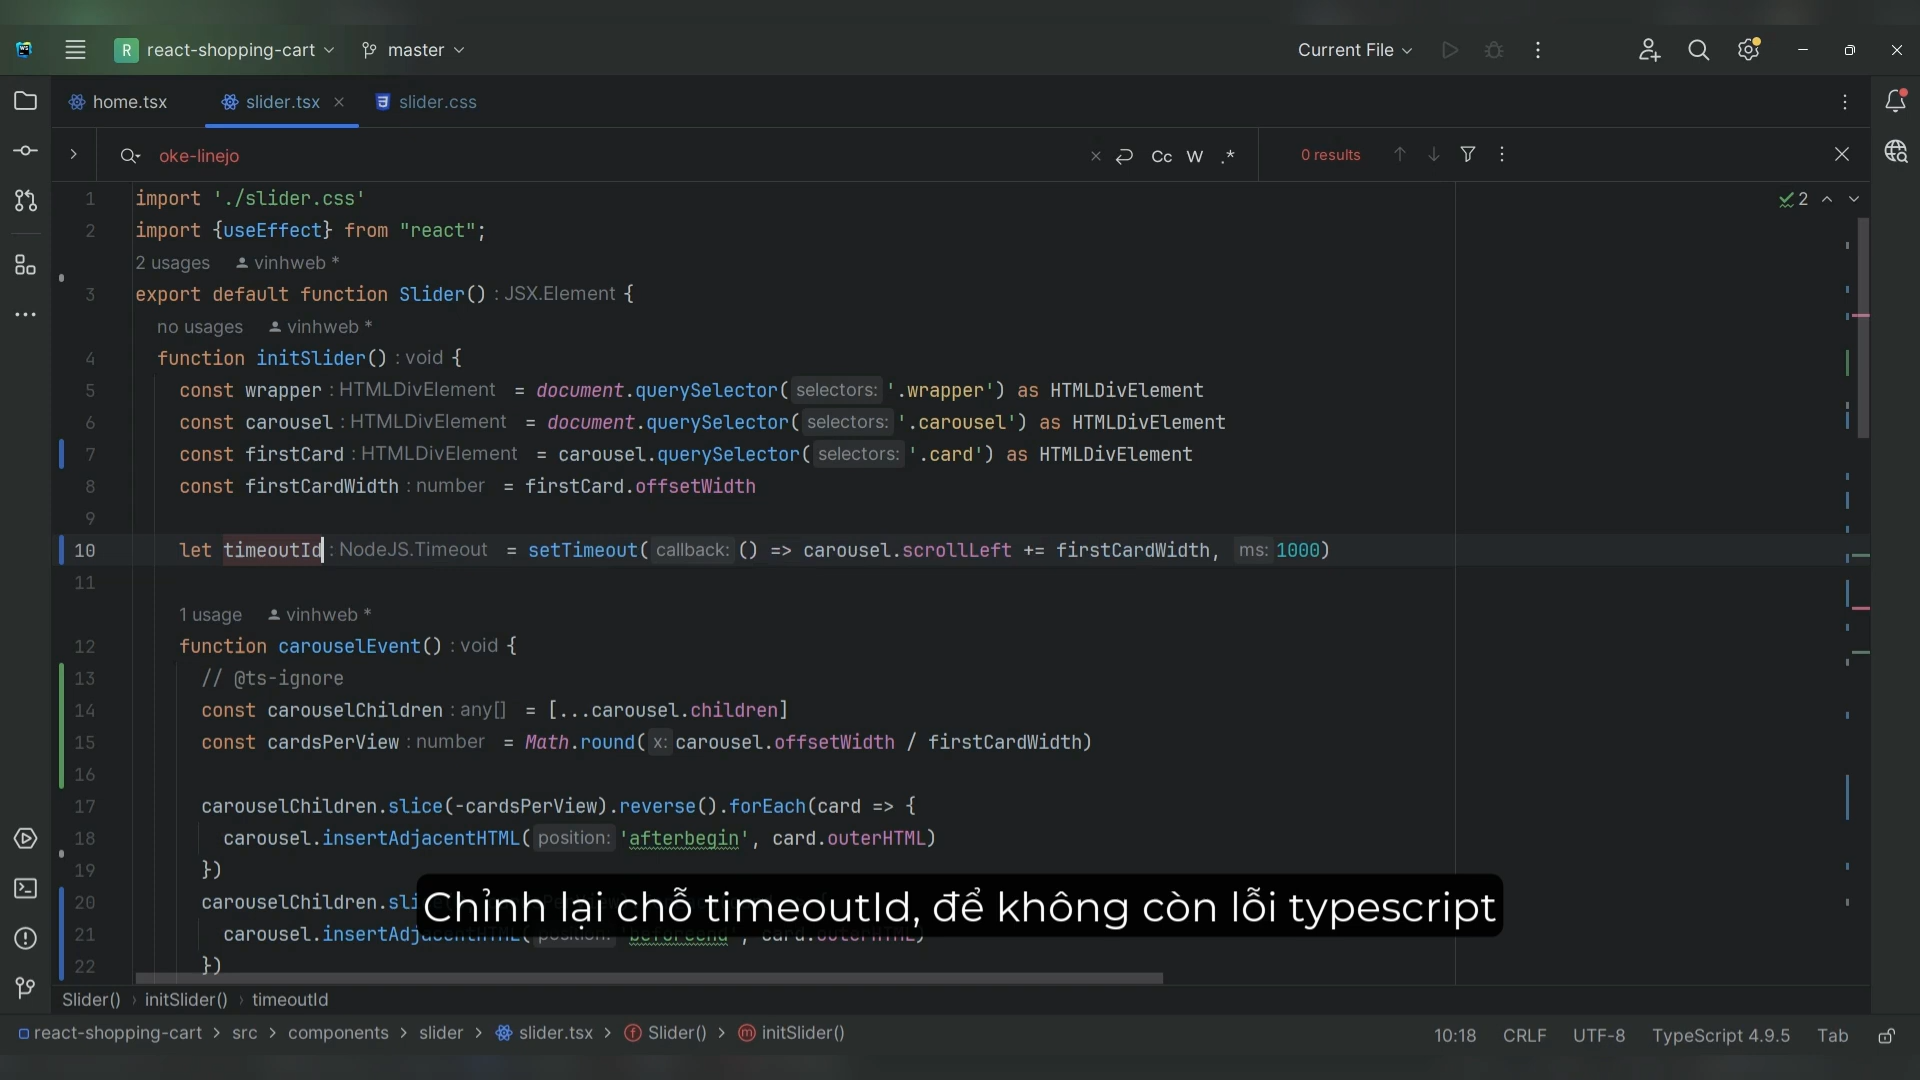 WS
R react-shopping-cart
master
Current File
home.tsx
slider.tsx
slider.css
oke-linejo
Cc W .*
0 results
1 import './slider.css'
2 import {useEffect} from "react";
2 usages vinhweb *
3 export default function Slider() : JSX.Element {
no usages vinhweb *
4 function initSlider() : void {
5 const wrapper : HTMLDivElement = document.querySelector( selectors: '.wrapper') as HTMLDivElement
6 const carousel : HTMLDivElement = document.querySelector( selectors: '.carousel') as HTMLDivElement
7 const firstCard : HTMLDivElement = carousel.querySelector( selectors: '.card') as HTMLDivElement
8 const firstCardWidth : number = firstCard.offsetWidth
9
10 let timeoutId : NodeJS.Timeout = setTimeout( callback: () => carousel.scrollLeft += firstCardWidth, ms: 1000)
11
1 usage vinhweb *
12 function carouselEvent() : void {
13 // @ts-ignore
14 const carouselChildren : any[] = [...carousel.children]
15 const cardsPerView : number = Math.round( x: carousel.offsetWidth / firstCardWidth)
16
17 carouselChildren.slice(-cardsPerView).reverse().forEach(card => {
18 carousel.insertAdjacentHTML( position: 'afterbegin', card.outerHTML)
19 })
20 carouselChildren.sli
Chỉnh lại chỗ timeoutId, để không còn lỗi typescript
21 carousel.insertAdjacentHTML( position: 'beforeend', card.outerHTML)
22 })
2
Slider() › initSlider() › timeoutId
react-shopping-cart > src > components > slider > slider.tsx > Slider() > initSlider()
10:18 CRLF UTF-8 TypeScript 4.9.5 Tab